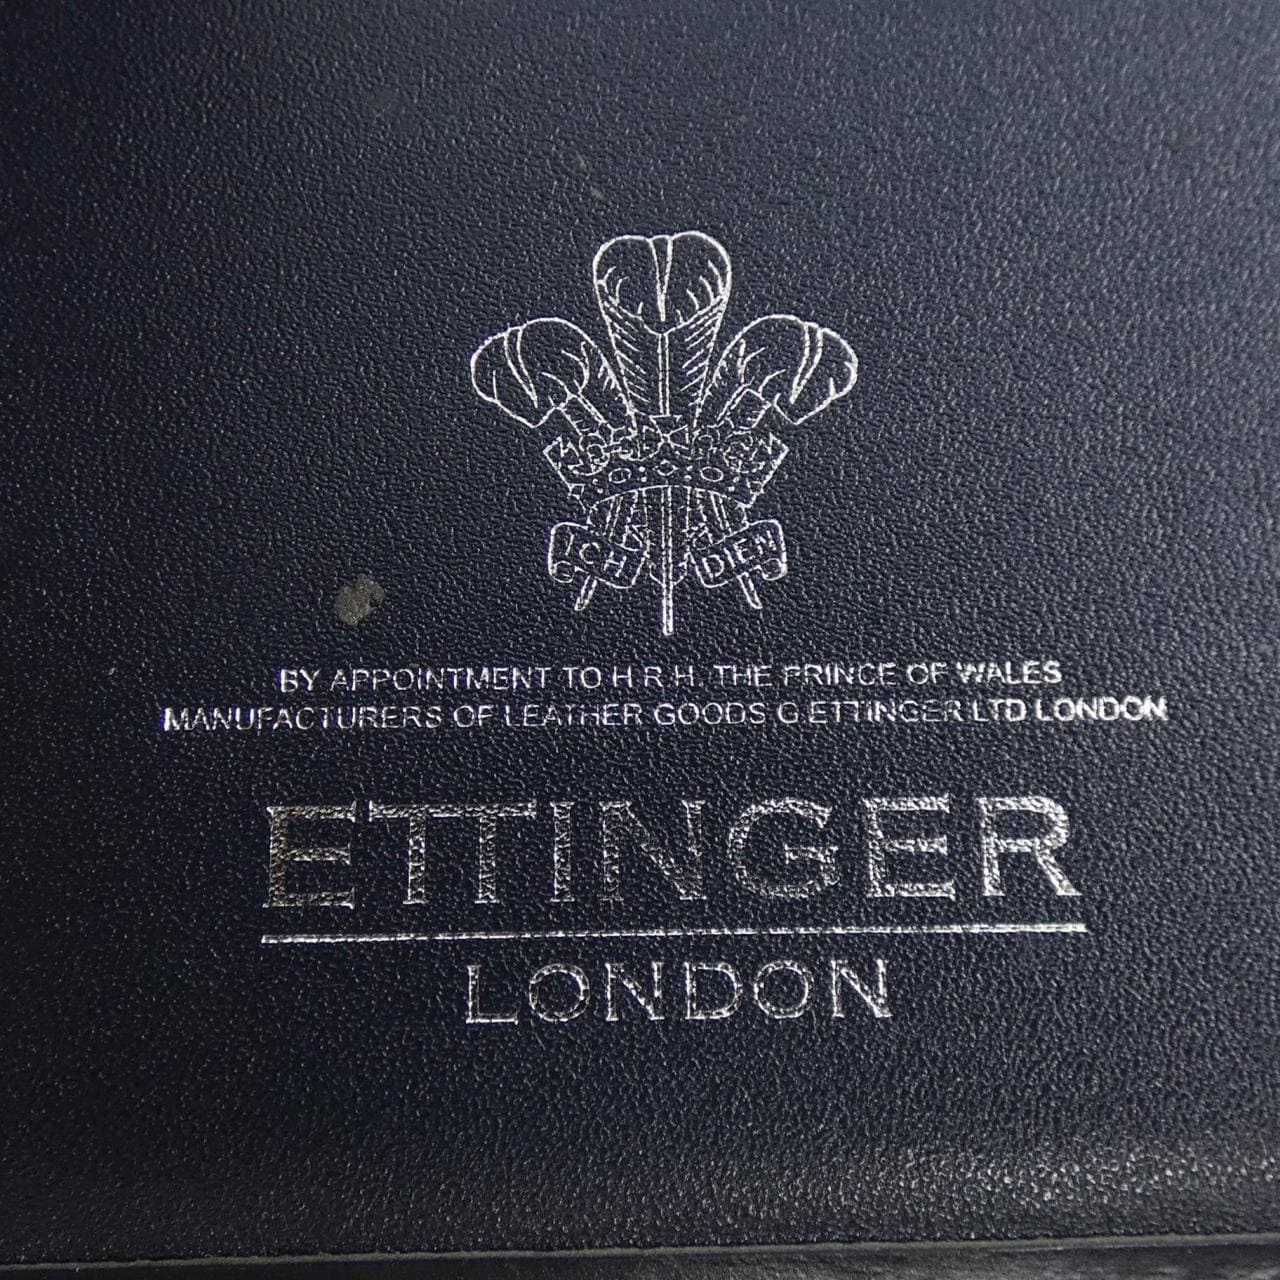 ICH DIEN
BY APPOINTMENT TO H.R.H. THE PRINCE OF WALES
MANUFACTURERS OF LEATHER GOODS G.ETTINGER LTD LONDON
ETTINGER
LONDON